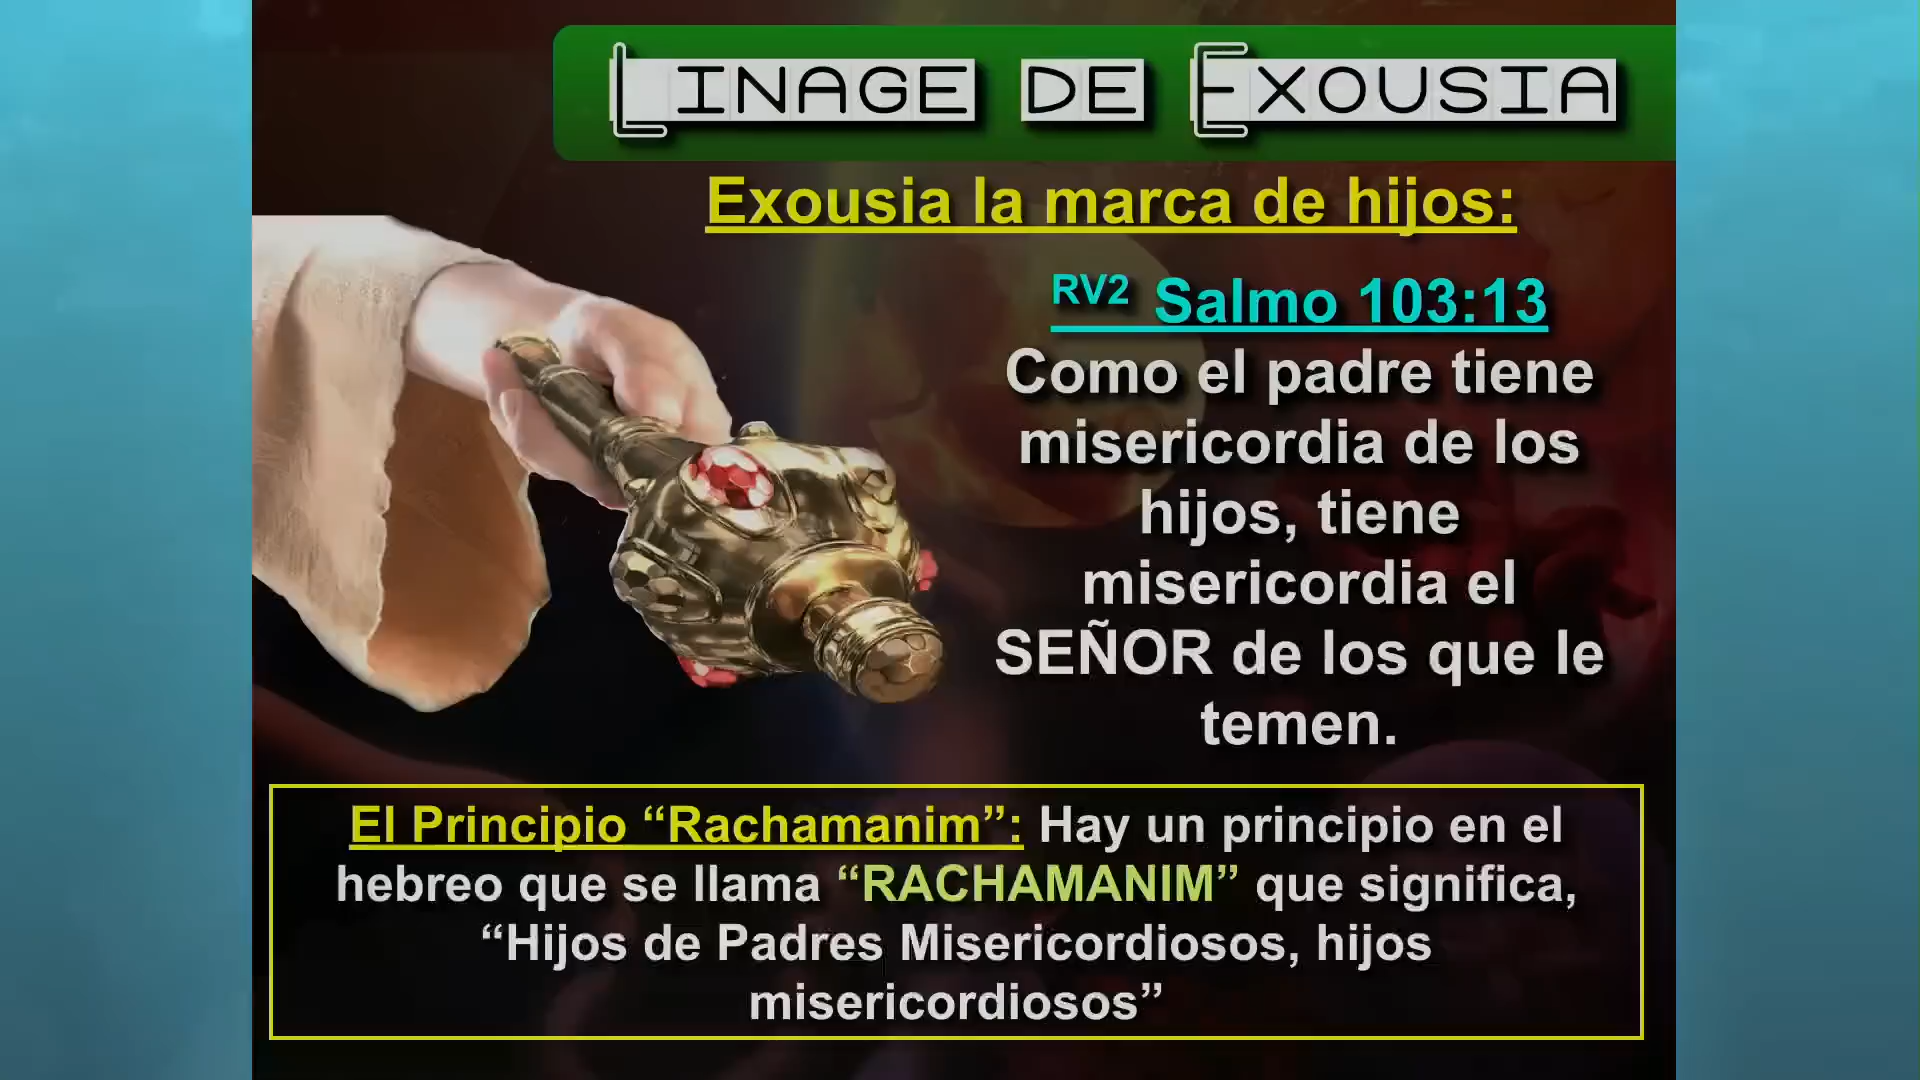 LINAGE DE EXOUSIA
Exousia la marca de hijos:
RV2 Salmo 103:13
Como el padre tiene
misericordia de los
hijos, tiene
misericordia el
SEÑOR de los que le
temen.
El Principio “Rachamanim”: Hay un principio en el
hebreo que se llama “RACHAMANIM” que significa,
“Hijos de Padres Misericordiosos, hijos
misericordiosos”